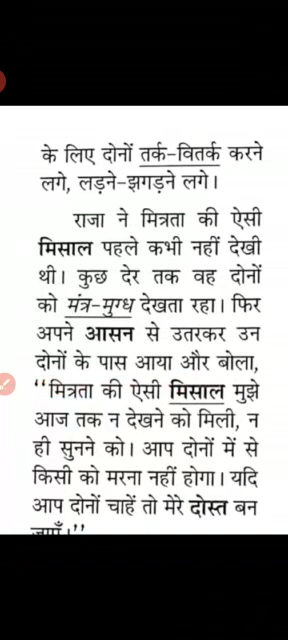 के लिए दोनों तर्क-वितर्क करने
लगे, लड़ने-झगड़ने लगे।
राजा ने मित्रता की ऐसी
मिसाल पहले कभी नहीं देखी
थी। कुछ देर तक वह दोनों
को मंत्र-मुग्ध देखता रहा। फिर
अपने आसन से उतरकर उन
दोनों के पास आया और बोला,
‘‘मित्रता की ऐसी मिसाल मुझे
आज तक न देखने को मिली, न
ही सुनने को। आप दोनों में से
किसी को मरना नहीं होगा। यदि
आप दोनों चाहें तो मेरे दोस्त बन
जाएँ।’’